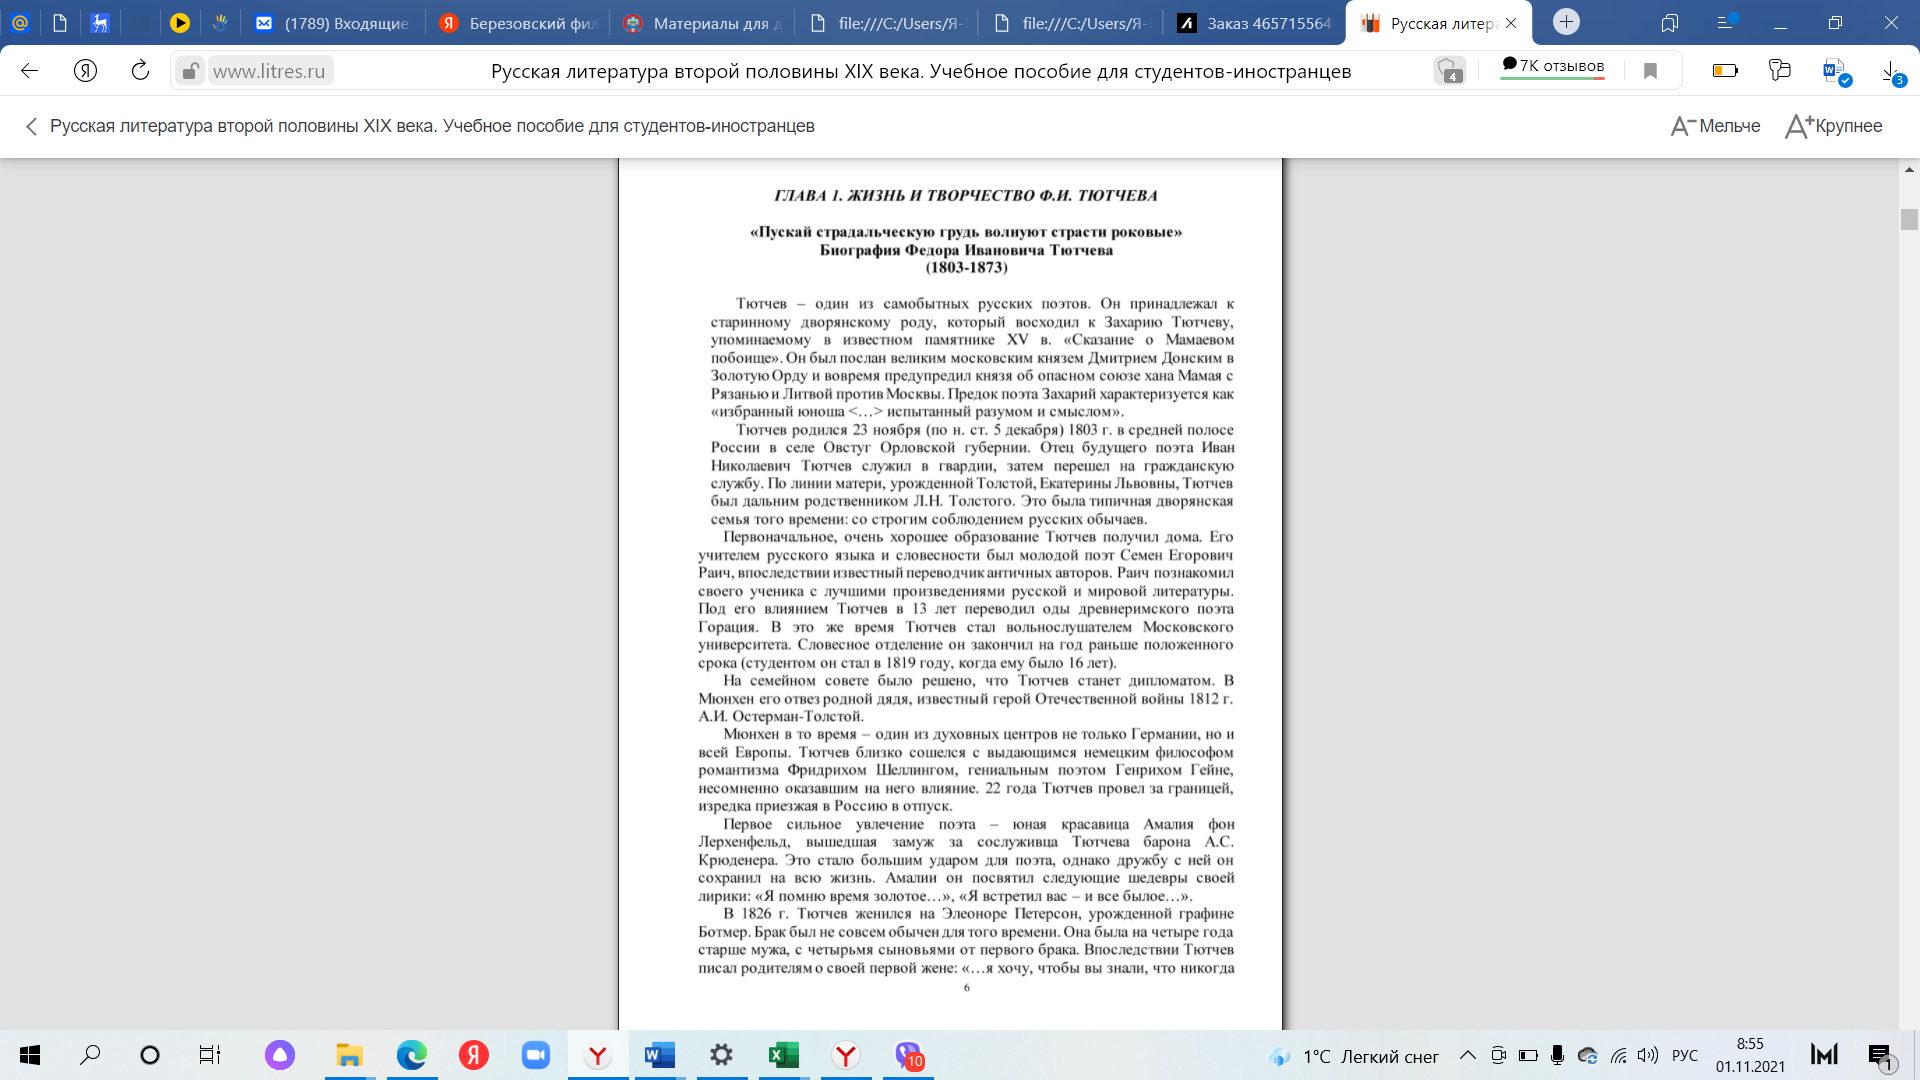 (1789) Входящие
Березовский фил
Материалы для д
file:///C:/Users/Я-
file:///C:/Users/Я-
Заказ 465715564
Русская литера
www.litres.ru
Русская литература второй половины XIX века. Учебное пособие для студентов-иностранцев
4
7K отзывов
3
Русская литература второй половины XIX века. Учебное пособие для студентов-иностранцев
Мельче
Крупнее
ГЛАВА 1. ЖИЗНЬ И ТВОРЧЕСТВО Ф.И. ТЮТЧЕВА
«Пускай страдальческую грудь волнуют страсти роковые»
Биография Федора Ивановича Тютчева
(1803-1873)
Тютчев – один из самобытных русских поэтов. Он принадлежал к
старинному дворянскому роду, который восходил к Захарию Тютчеву,
упоминаемому в известном памятнике XV в. «Сказание о Мамаевом
побоище». Он был послан великим московским князем Дмитрием Донским в
Золотую Орду и вовремя предупредил князя об опасном союзе хана Мамая с
Рязанью и Литвой против Москвы. Предок поэта Захарий характеризуется как
«избранный юноша <…> испытанный разумом и смыслом».
Тютчев родился 23 ноября (по н. ст. 5 декабря) 1803 г. в средней полосе
России в селе Овстуг Орловской губернии. Отец будущего поэта Иван
Николаевич Тютчев служил в гвардии, затем перешел на гражданскую
службу. По линии матери, урожденной Толстой, Екатерины Львовны, Тютчев
был дальним родственником Л.Н. Толстого. Это была типичная дворянская
семья того времени: со строгим соблюдением русских обычаев.
Первоначальное, очень хорошее образование Тютчев получил дома. Его
учителем русского языка и словесности был молодой поэт Семен Егорович
Раич, впоследствии известный переводчик античных авторов. Раич познакомил
своего ученика с лучшими произведениями русской и мировой литературы.
Под его влиянием Тютчев в 13 лет переводил оды древнеримского поэта
Горация. В это же время Тютчев стал вольнослушателем Московского
университета. Словесное отделение он закончил на год раньше положенного
срока (студентом он стал в 1819 году, когда ему было 16 лет).
На семейном совете было решено, что Тютчев станет дипломатом. В
Мюнхен его отвез родной дядя, известный герой Отечественной войны 1812 г.
А.И. Остерман-Толстой.
Мюнхен в то время – один из духовных центров не только Германии, но и
всей Европы. Тютчев близко сошелся с выдающимся немецким философом
романтизма Фридрихом Шеллингом, гениальным поэтом Генрихом Гейне,
несомненно оказавшим на него влияние. 22 года Тютчев провел за границей,
изредка приезжая в Россию в отпуск.
Первое сильное увлечение поэта – юная красавица Амалия фон
Лерхенфельд, вышедшая замуж за сослуживца Тютчева барона А.С.
Крюденера. Это стало большим ударом для поэта, однако дружбу с ней он
сохранил на всю жизнь. Амалии он посвятил следующие шедевры своей
лирики: «Я помню время золотое…», «Я встретил вас – и все былое…».
В 1826 г. Тютчев женился на Элеоноре Петерсон, урожденной графине
Ботмер. Брак был не совсем обычен для того времени. Она была на четыре года
старше мужа, с четырьмя сыновьями от первого брака. Впоследствии Тютчев
писал родителям о своей первой жене: «…я хочу, чтобы вы знали, что никогда
6
10
1°C Легкий снег
РУС
8:55
01.11.2021
1